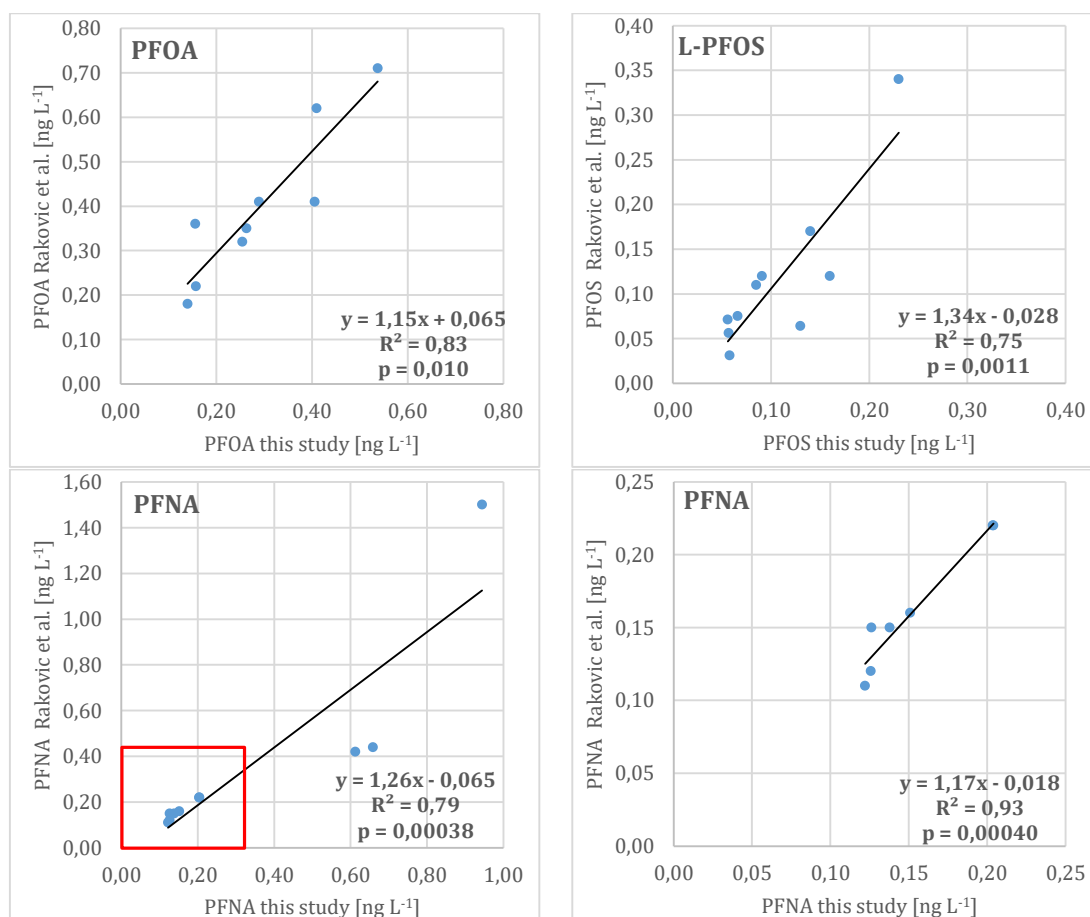 PFOA
0,80
0,70
0,60
0,50
0,40
0,30
0,20
0,10
0,00
PFOA Rakovic et al. [ng L-1]
y = 1,15x + 0,065
R² = 0,83
p = 0,010
0,00 0,20 0,40 0,60 0,80
PFOA this study [ng L-1]
L-PFOS
0,40
0,35
0,30
0,25
0,20
0,15
0,10
0,05
0,00
PFOS Rakovic et al. [ng L-1]
y = 1,34x - 0,028
R² = 0,75
p = 0,0011
0,00 0,10 0,20 0,30 0,40
PFOS this study [ng L-1]
PFNA
1,60
1,40
1,20
1,00
0,80
0,60
0,40
0,20
0,00
PFNA Rakovic et al. [ng L-1]
y = 1,26x - 0,065
R² = 0,79
p = 0,00038
0,00 0,20 0,40 0,60 0,80 1,00
PFNA this study [ng L-1]
PFNA
0,25
0,20
0,15
0,10
0,05
0,00
PFNA Rakovic et al. [ng L-1]
y = 1,17x - 0,018
R² = 0,93
p = 0,00040
0,00 0,05 0,10 0,15 0,20 0,25
PFNA this study [ng L-1]